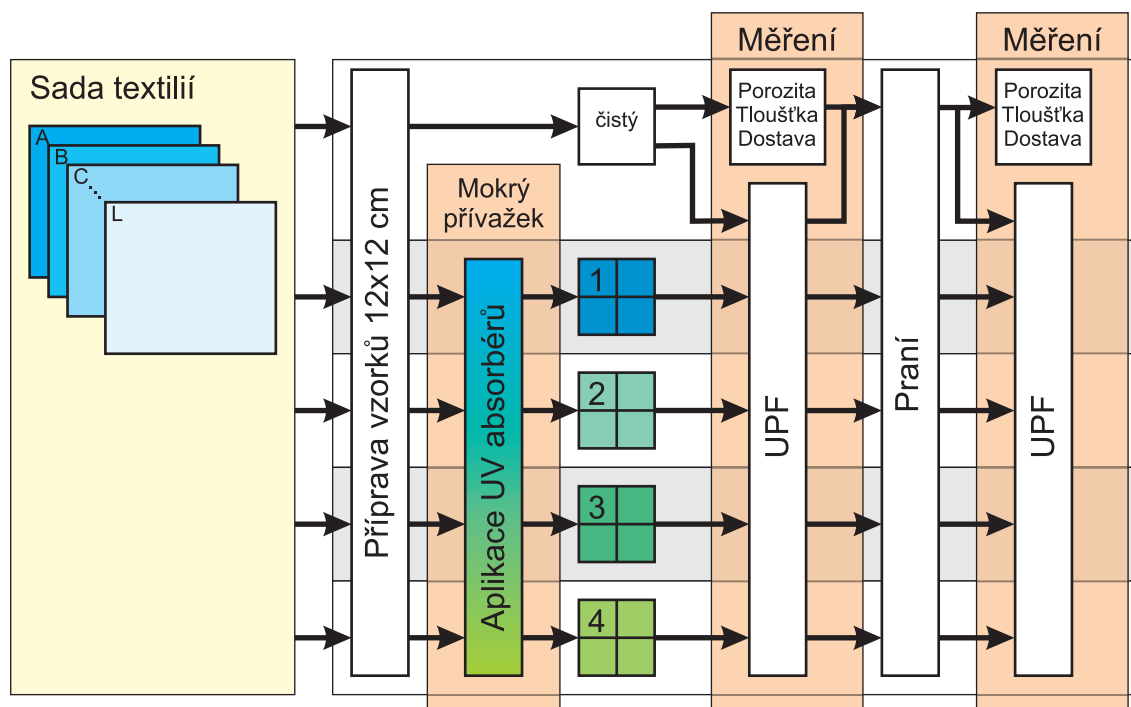 Sada textilií
A
B
C
L
Příprava vzorků 12x12 cm
Mokrý
přívažek
Aplikace UV absorbérů
čistý
1
2
3
4
Měření
Porozita
Tloušťka
Dostava
UPF
Praní
Měření
Porozita
Tloušťka
Dostava
UPF